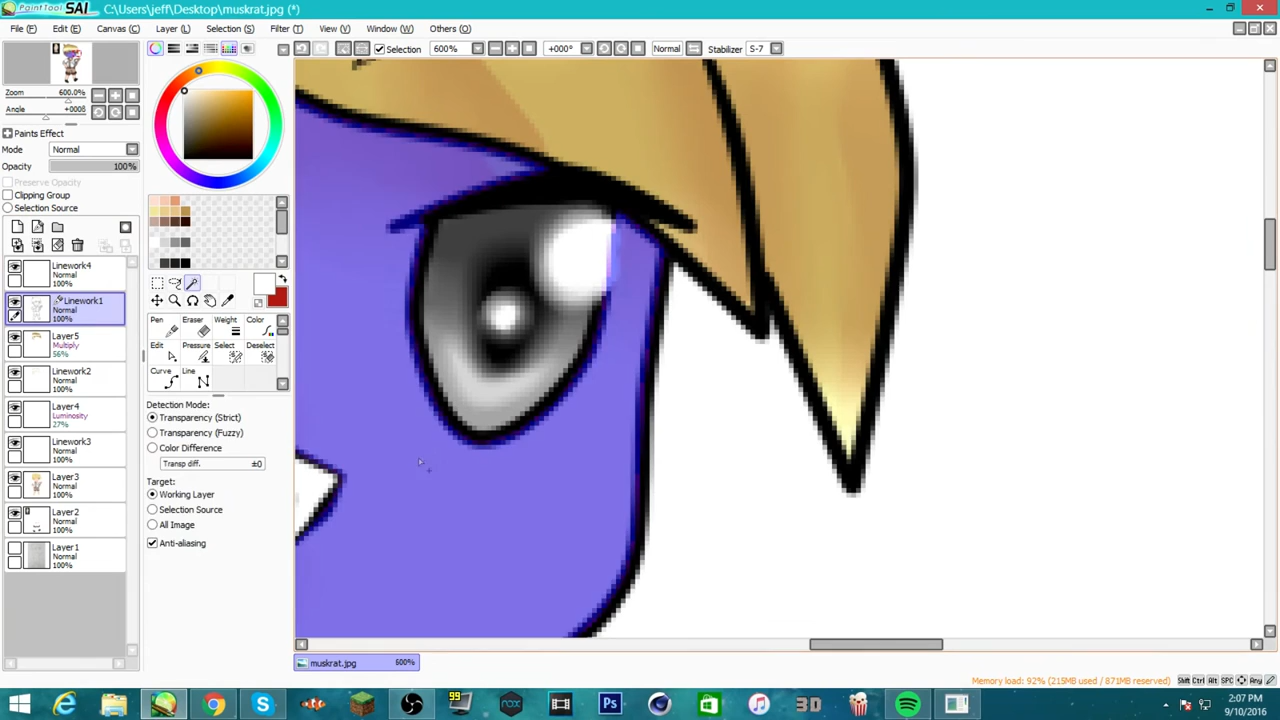 PaintTool SAI C:\Users\jeff\Desktop\muskrat.jpg (*)
File (F) Edit (E) Canvas (C) Layer (L) Selection (S) Filter (T) View (V) Window (W) Others (O)
Selection 600% +000° Normal Stabilizer S-7
Zoom 600.0%
Angle +000δ
Paints Effect
Mode Normal
Opacity 100%
Preserve Opacity
Clipping Group
Selection Source
Linework4
Normal
100%
Linework1
Normal
100%
Layer5
Multiply
56%
Linework2
Normal
100%
Layer4
Luminosity
27%
Linework3
Normal
100%
Layer3
Normal
100%
Layer2
Normal
100%
Layer1
Normal
100%
Pen Eraser Weight Color
Edit Pressure Select Deselect
Curve Line
Detection Mode:
Transparency (Strict)
Transparency (Fuzzy)
Color Difference
Transp diff. ±0
Target:
Working Layer
Selection Source
All Image
Anti-aliasing
muskrat.jpg 600%
Memory load: 92% (215MB used / 871MB reserved) Shift Ctrl Alt SPC Any
99
nox
Ps
3D
2:07 PM
9/10/2016